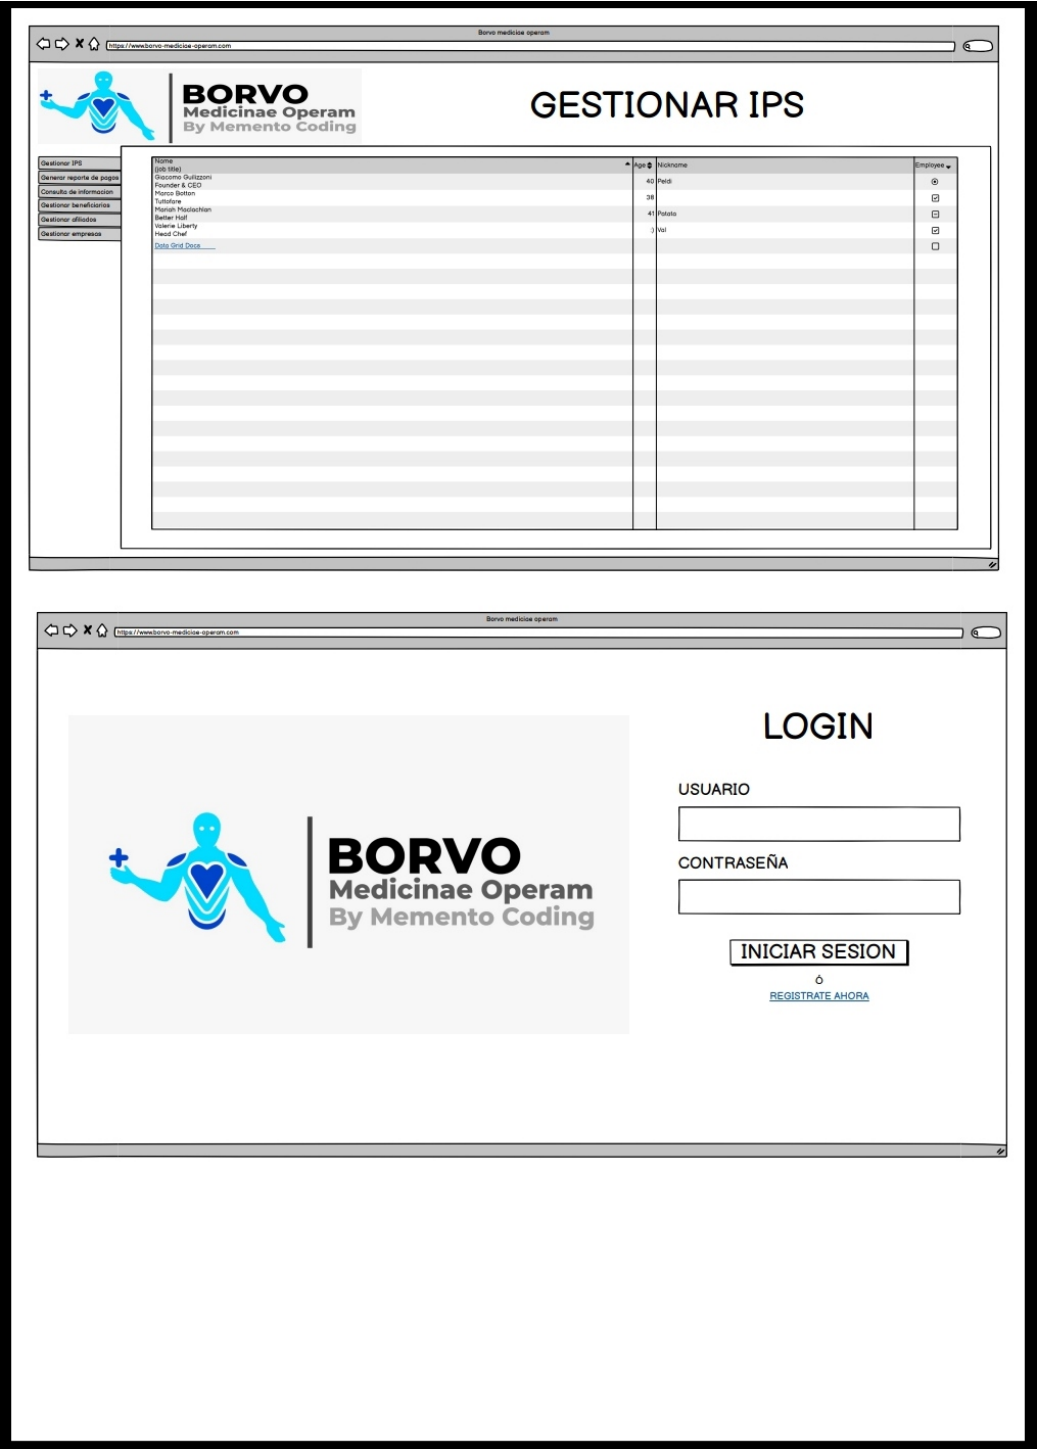 Borvo mediciae operam
https://www.borvo-mediciae-operam.com
BORVO
Medicinae Operam
By Memento Coding
GESTIONAR IPS
Gestionar IPS
Generar reporte de pagos
Consulta de informacion
Gestionar beneficiarios
Gestionar afiliados
Gestionar empresas
Name
(job title)
Age
Nickname
Employee
Giacomo Guilizzoni
Founder & CEO
40
Peldi
Marco Botton
Tuttofare
38
Mariah Maclachlan
Better Half
41
Patata
Valerie Liberty
Head Chef
:)
Val
Data Grid Docs
Borvo mediciae operam
https://www.borvo-mediciae-operam.com
BORVO
Medicinae Operam
By Memento Coding
LOGIN
USUARIO
CONTRASEÑA
INICIAR SESION
Ó
REGISTRATE AHORA